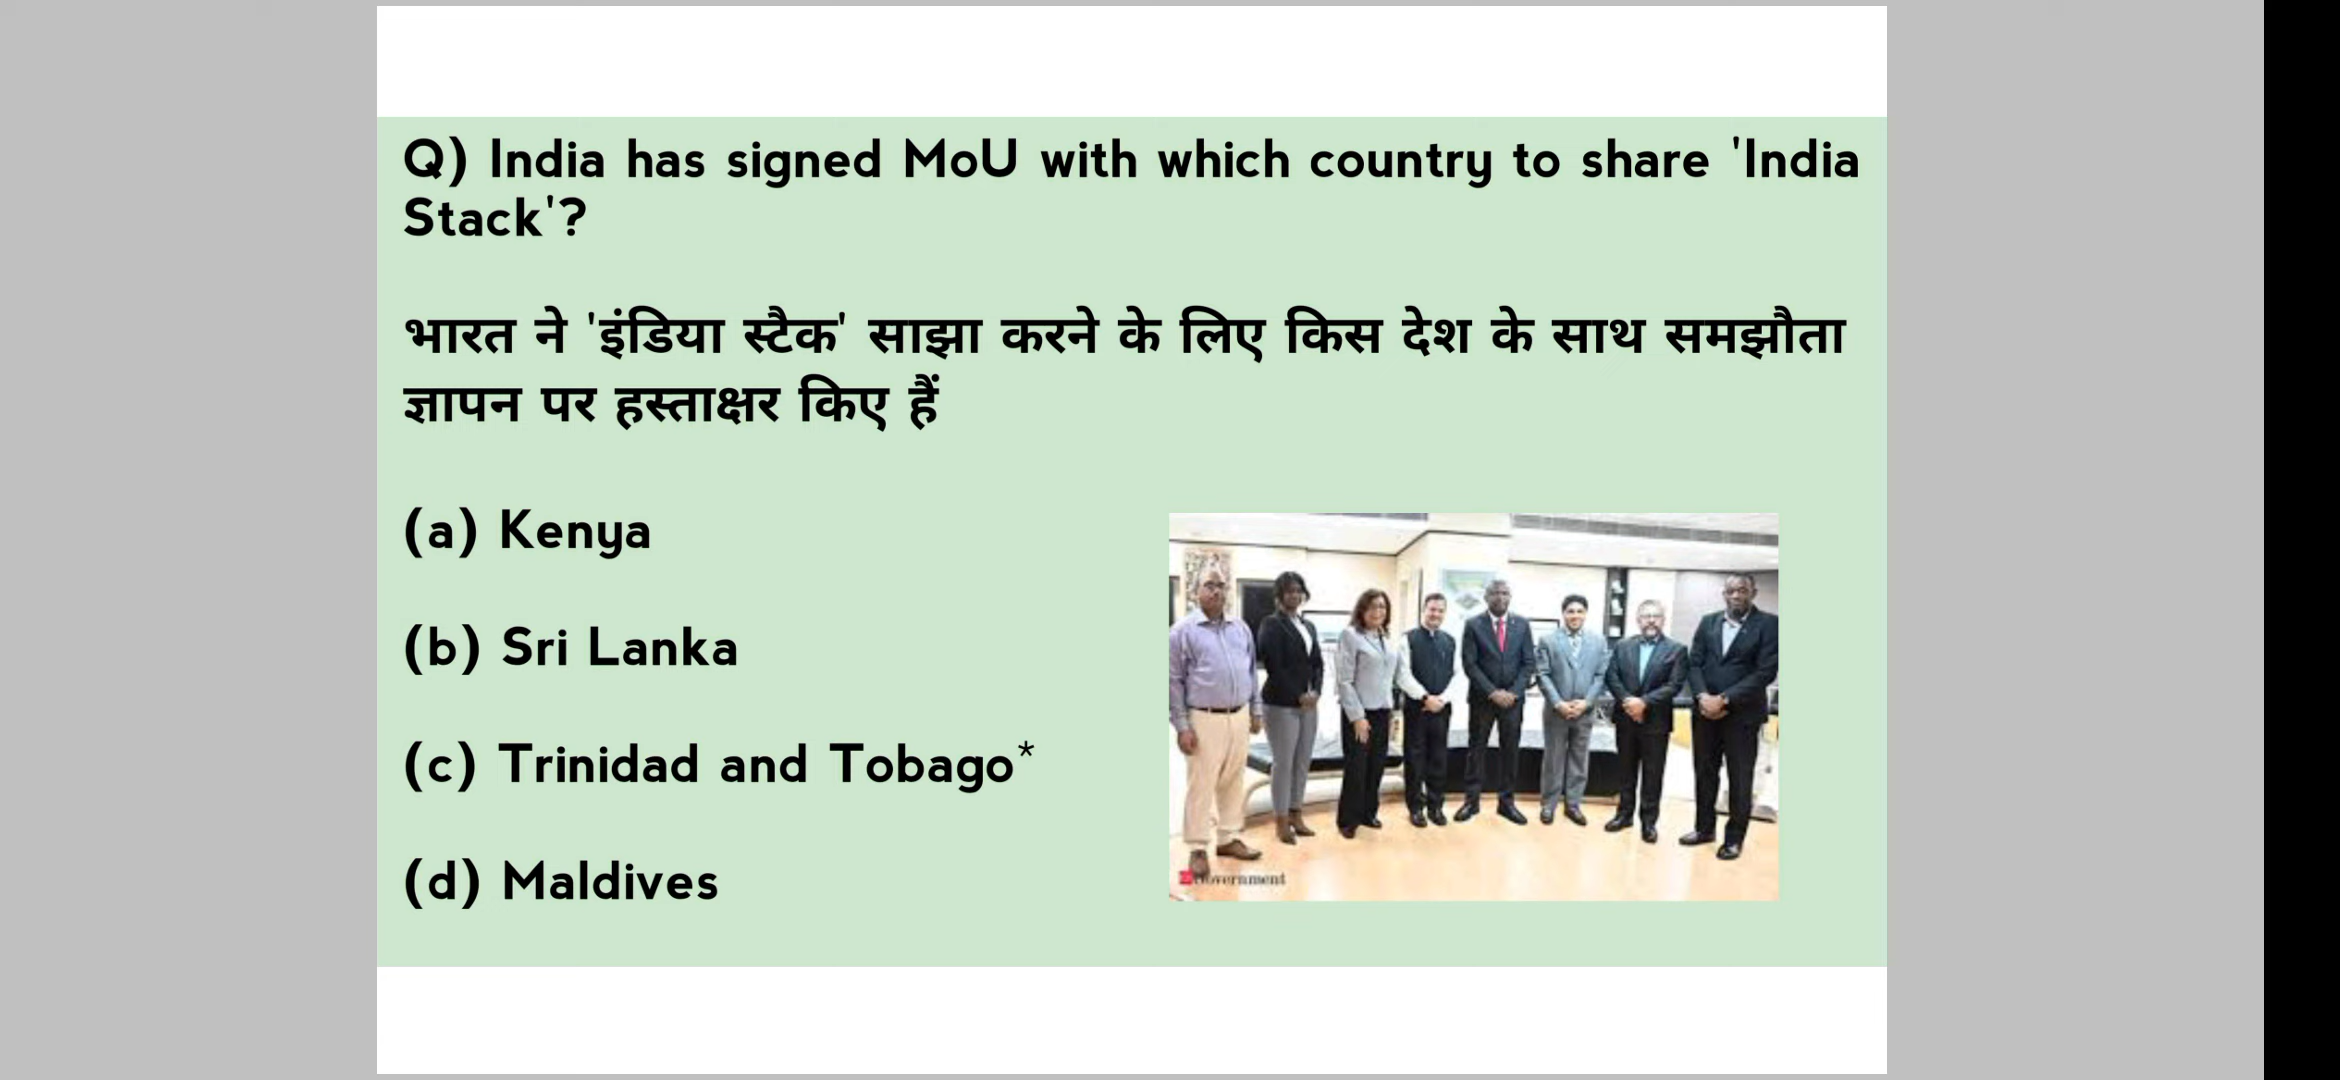 Q) India has signed MoU with which country to share 'India
Stack'?
भारत ने 'इंडिया स्टैक' साझा करने के लिए किस देश के साथ समझौता
ज्ञापन पर हस्ताक्षर किए हैं
(a) Kenya
(b) Sri Lanka
(c) Trinidad and Tobago*
(d) Maldives
Government